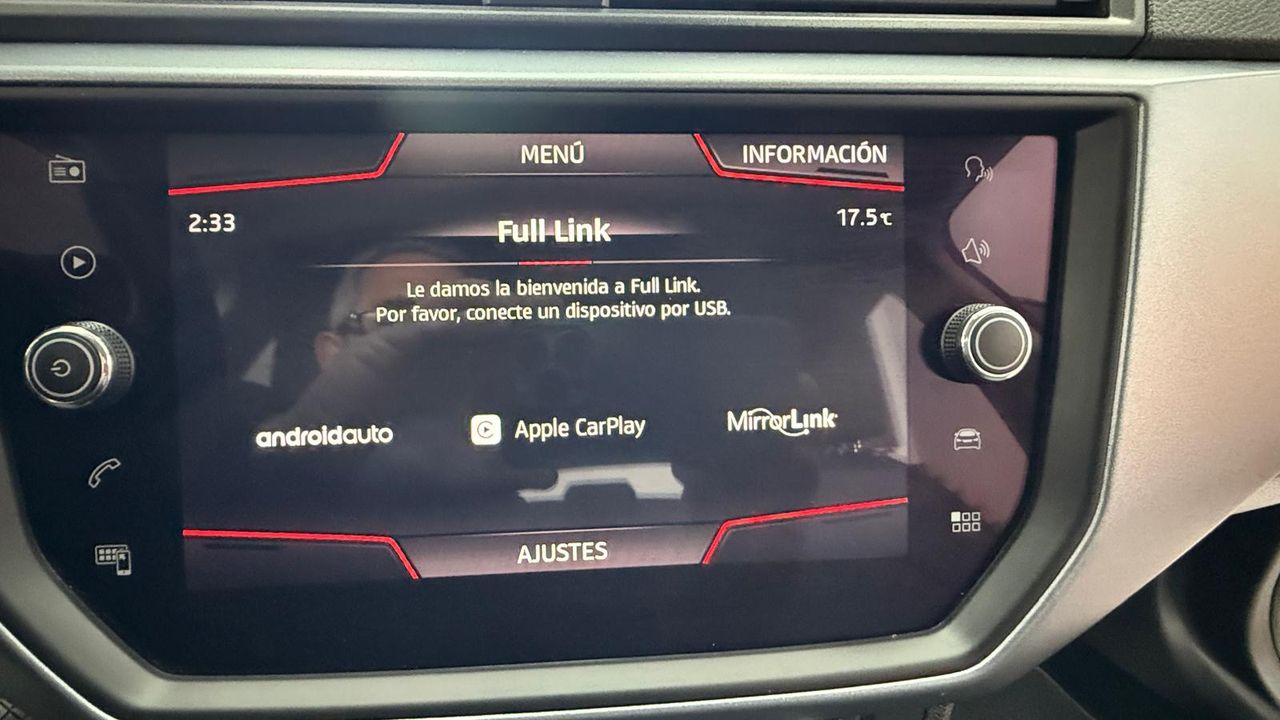 MENÚ
INFORMACIÓN
2:33
17.5℃
Full Link
Le damos la bienvenida a Full Link.
Por favor, conecte un dispositivo por USB.
androidauto
Apple CarPlay
MirrorLink
AJUSTES